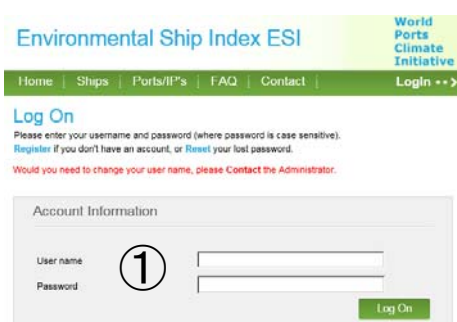 Environmental Ship Index ESI
World
Ports
Climate
Initiative
Home | Ships | Ports/IP's | FAQ | Contact |
Login --›
Log On
Please enter your username and password (where password is case sensitive).
Register if you don't have an account, or Reset your lost password.
Would you need to change your user name, please Contact the Administrator.
Account Information
User name
①
Password
Log On